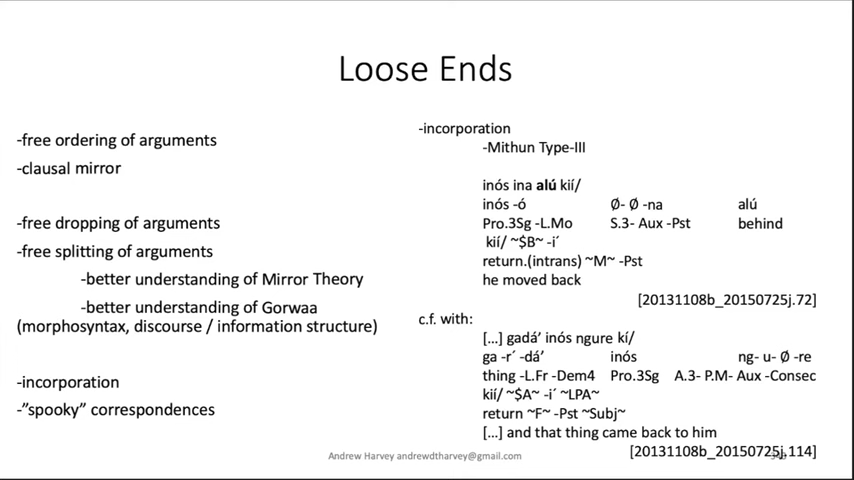 Loose Ends
-free ordering of arguments
-clausal mirror
-free dropping of arguments
-free splitting of arguments
-better understanding of Mirror Theory
-better understanding of Gorwaa
(morphosyntax, discourse / information structure)
-incorporation
-”spooky” correspondences
-incorporation
-Mithun Type-III
inós ina alú kií/
inós -ó Ø- Ø -na alú
Pro.3Sg -L.Mo S.3- Aux -Pst behind
kií/ ~$B~ -i´
return.(intrans) ~M~ -Pst
he moved back
[20131108b_20150725j.72]
c.f. with:
[…] gadá’ inós ngure kí/
ga -r´ -dá’ inós ng- u- Ø -re
thing -L.Fr -Dem4 Pro.3Sg A.3- P.M- Aux -Consec
kií/ ~$A~ -i´ ~LPA~
return ~F~ -Pst ~Subj~
[…] and that thing came back to him
[20131108b_20150725j.114]
Andrew Harvey andrewdtharvey@gmail.com